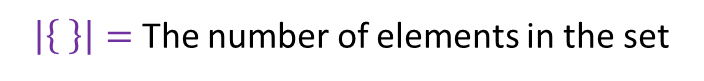 |{ }| = The number of elements in the set